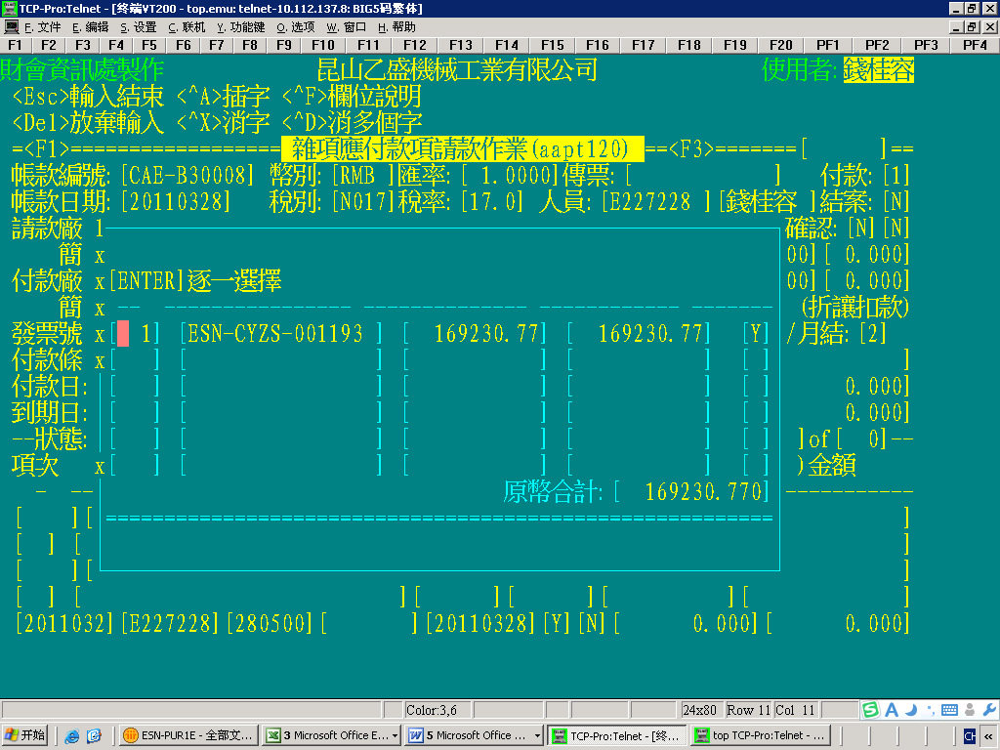 TCP-Pro:Telnet - [终端VT200 - top.emu: telnet-10.112.137.8: BIG5码繁体]
F. 文件 E. 编辑 S. 设置 C. 联机 Y. 功能键 O. 选项 W. 窗口 H. 帮助
F1 F2 F3 F4 F5 F6 F7 F8 F9 F10 F11 F12 F13 F14 F15 F16 F17 F18 F19 F20 PF1 PF2 PF3 PF4
財會資訊處製作 昆山乙盛機械工業有限公司 使用者:錢桂容
<Esc>輸入結束 <^A>插字 <^F>欄位說明
<Del>放棄輸入 <^X>消字 <^D>消多個字
=<F1>================== 雜項應付款項請款作業(aapt120) ==<F3>=======[ ]==
帳款編號:[CAE-B30008] 幣別:[RMB ]匯率:[ 1.0000]傳票:[ ] 付款:[1]
帳款日期:[20110328] 稅別:[N017]稅率:[17.0] 人員:[E227228 ][錢桂容 ]結案:[N]
請款廠 1 確認:[N][N]
簡 x 00][ 0.000]
付款廠 x[ENTER]逐一選擇 00][ 0.000]
簡 x -- --------------- -------------- ------------ ------- (折讓扣款)
發票號 x[ 1] [ESN-CYZS-001193 ] [ 169230.77] [ 169230.77] [Y] /月結:[2]
付款條 x[ ] [ ] [ ] [ ] [ ] ]
付款日: [ ] [ ] [ ] [ ] [ ] 0.000]
到期日: [ ] [ ] [ ] [ ] [ ] 0.000]
--狀態: [ ] [ ] [ ] [ ] [ ] ]of[ 0]--
項次 x[ ] [ ] [ ] [ ] [ ] )金額
- -- 原幣合計:[ 169230.770] -----------
[ ][ ========================================================= ]
[ ] [ ]
[ ][ ]
[ ] [ ][ ][ ][ ][ ]
[2011032][E227228][280500][ ][20110328][Y][N][ 0.000][ 0.000]
Color:3,6 24x80 Row 11 Col 11
开始 ESN-PUR1E - 全部文... 3 Microsoft Office E... 5 Microsoft Office ... TCP-Pro:Telnet - [终... top TCP-Pro:Telnet - ... CH «